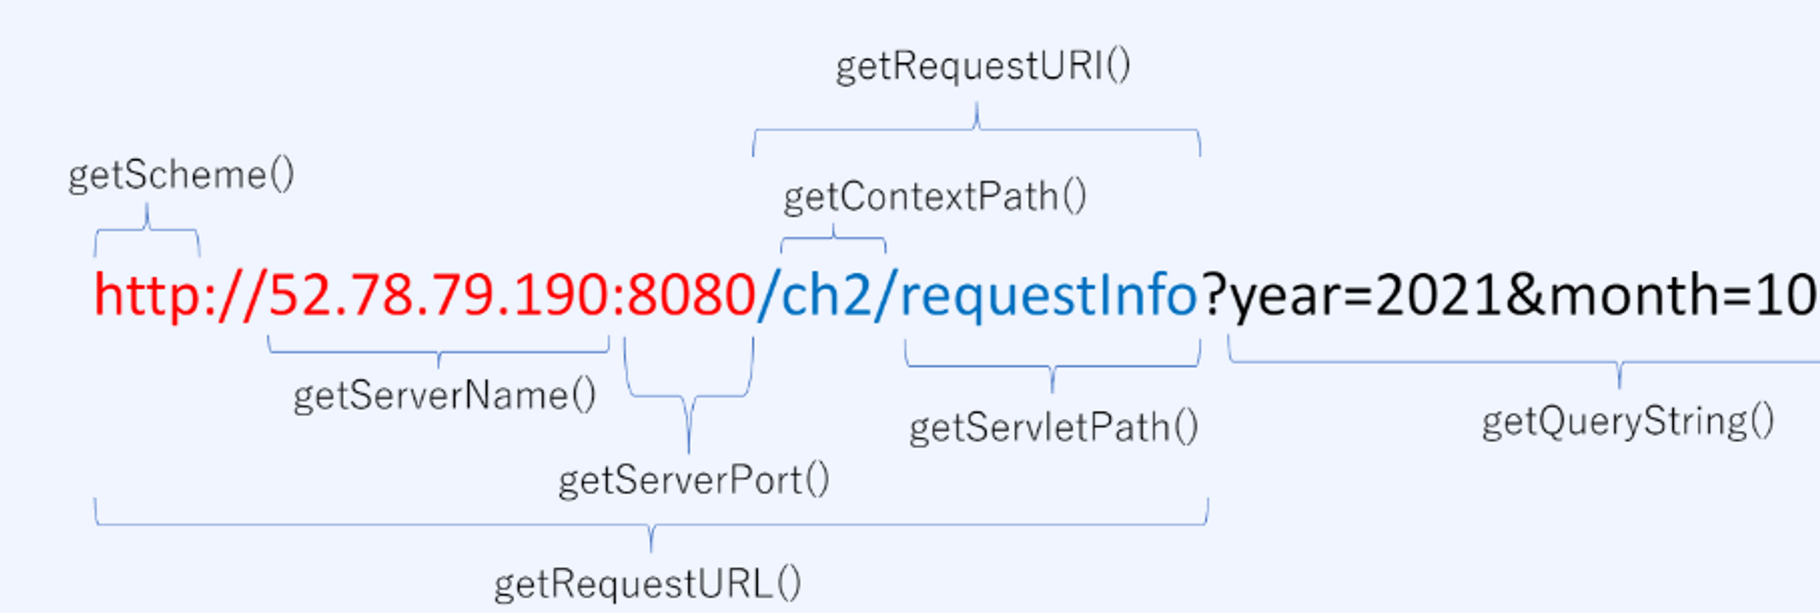 getRequestURI()
getScheme()
getContextPath()
http://52.78.79.190:8080/ch2/requestInfo?year=2021&month=10
getServerName()
getServletPath()
getQueryString()
getServerPort()
getRequestURL()